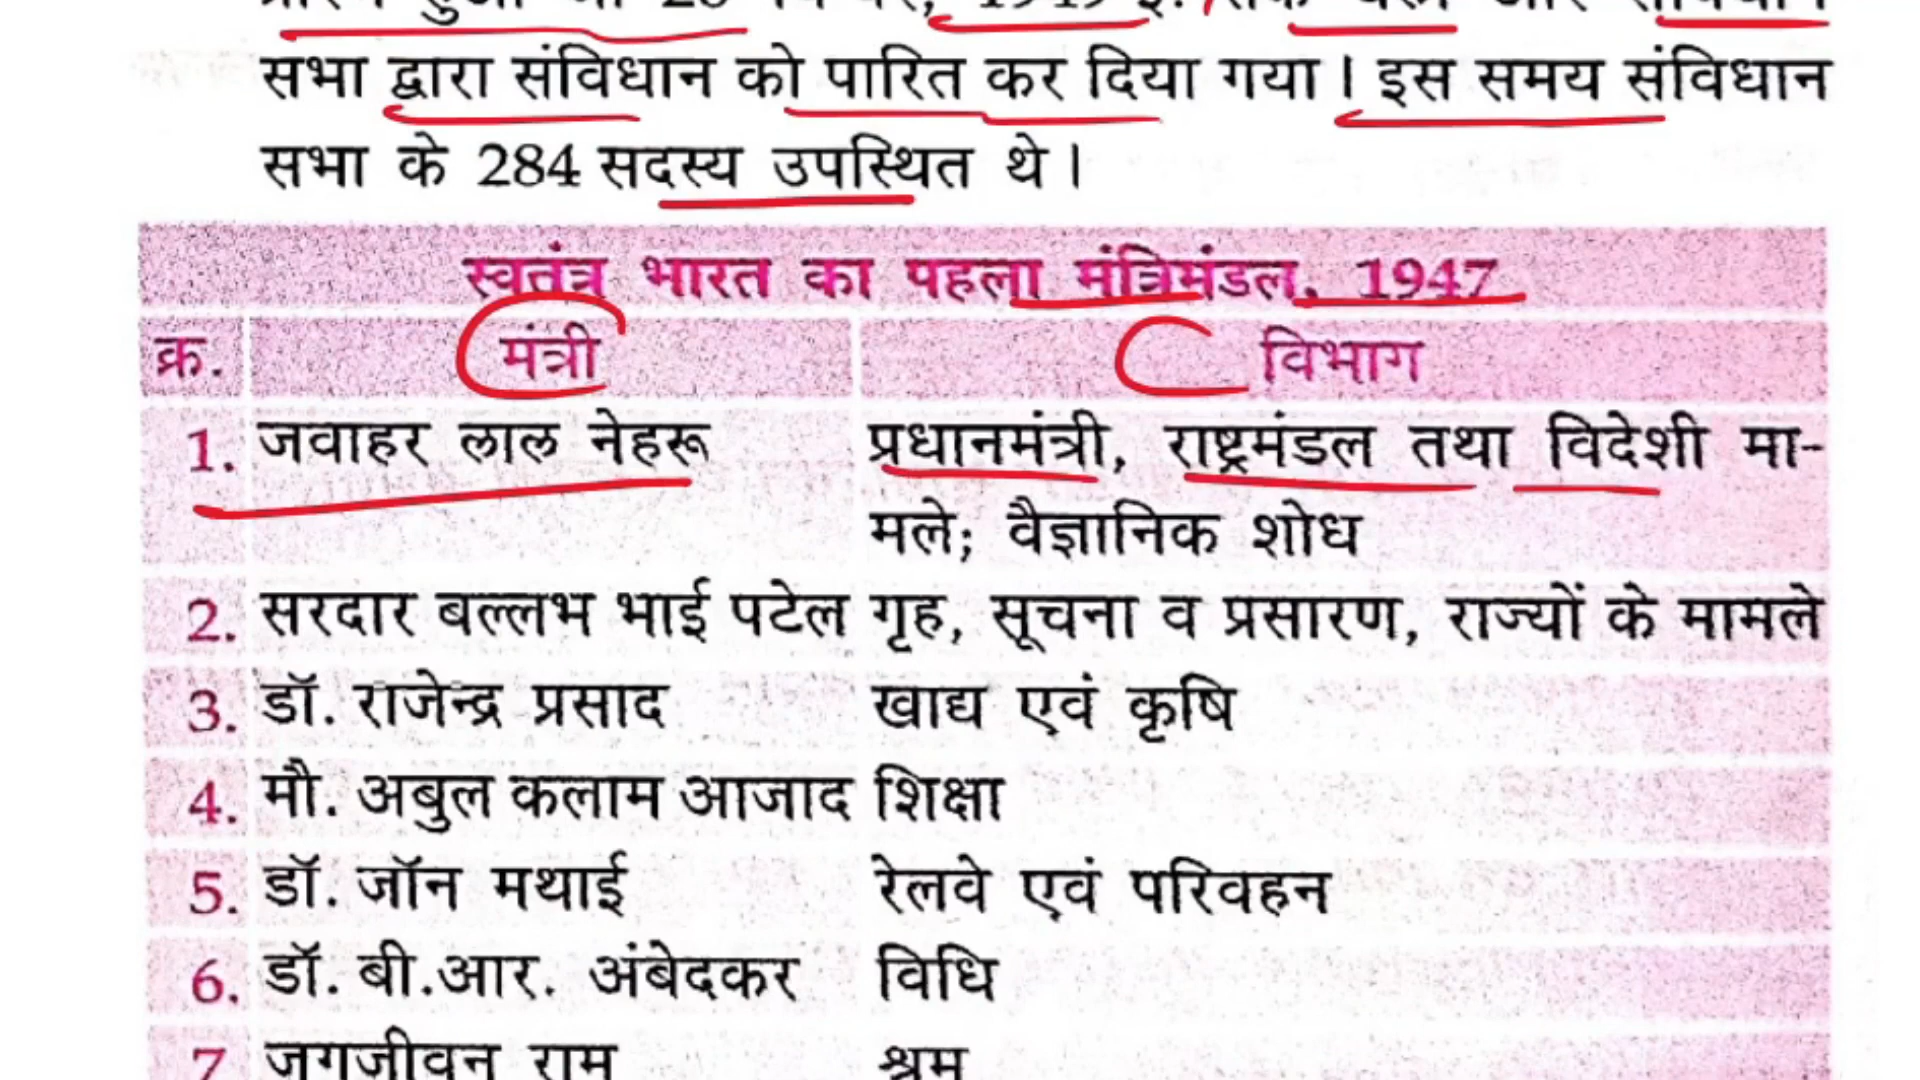 सभा द्वारा संविधान को पारित कर दिया गया। इस समय संविधान
सभा के 284 सदस्य उपस्थित थे।
स्वतंत्र भारत का पहला मंत्रिमंडल, 1947
क्र. मंत्री विभाग
1. जवाहर लाल नेहरू प्रधानमंत्री, राष्ट्रमंडल तथा विदेशी मा-
मले; वैज्ञानिक शोध
2. सरदार बल्लभ भाई पटेल गृह, सूचना व प्रसारण, राज्यों के मामले
3. डॉ. राजेन्द्र प्रसाद खाद्य एवं कृषि
4. मौ. अबुल कलाम आजाद शिक्षा
5. डॉ. जॉन मथाई रेलवे एवं परिवहन
6. डॉ. बी.आर. अंबेदकर विधि
7 जगजीवन राम श्रम